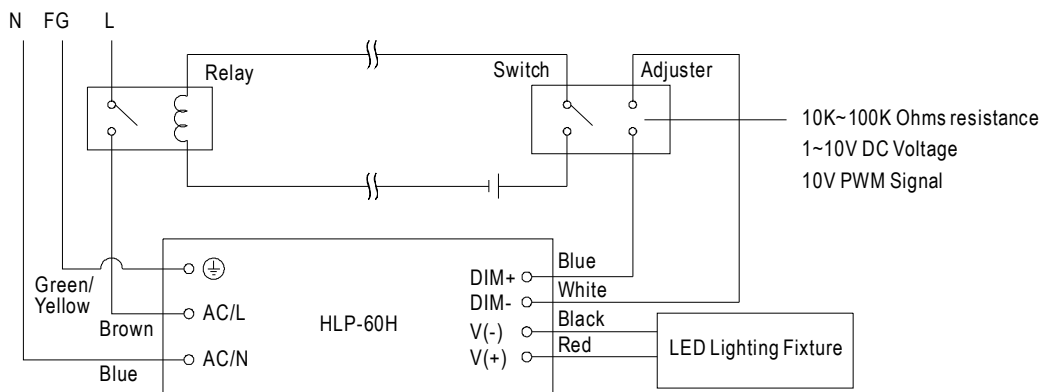 N FG L
Relay
Switch
Adjuster
10K~100K Ohms resistance
1~10V DC Voltage
10V PWM Signal
Green/
Yellow
Brown
Blue
AC/L
AC/N
HLP-60H
DIM+
DIM-
V(-)
V(+)
Blue
White
Black
Red
LED Lighting Fixture